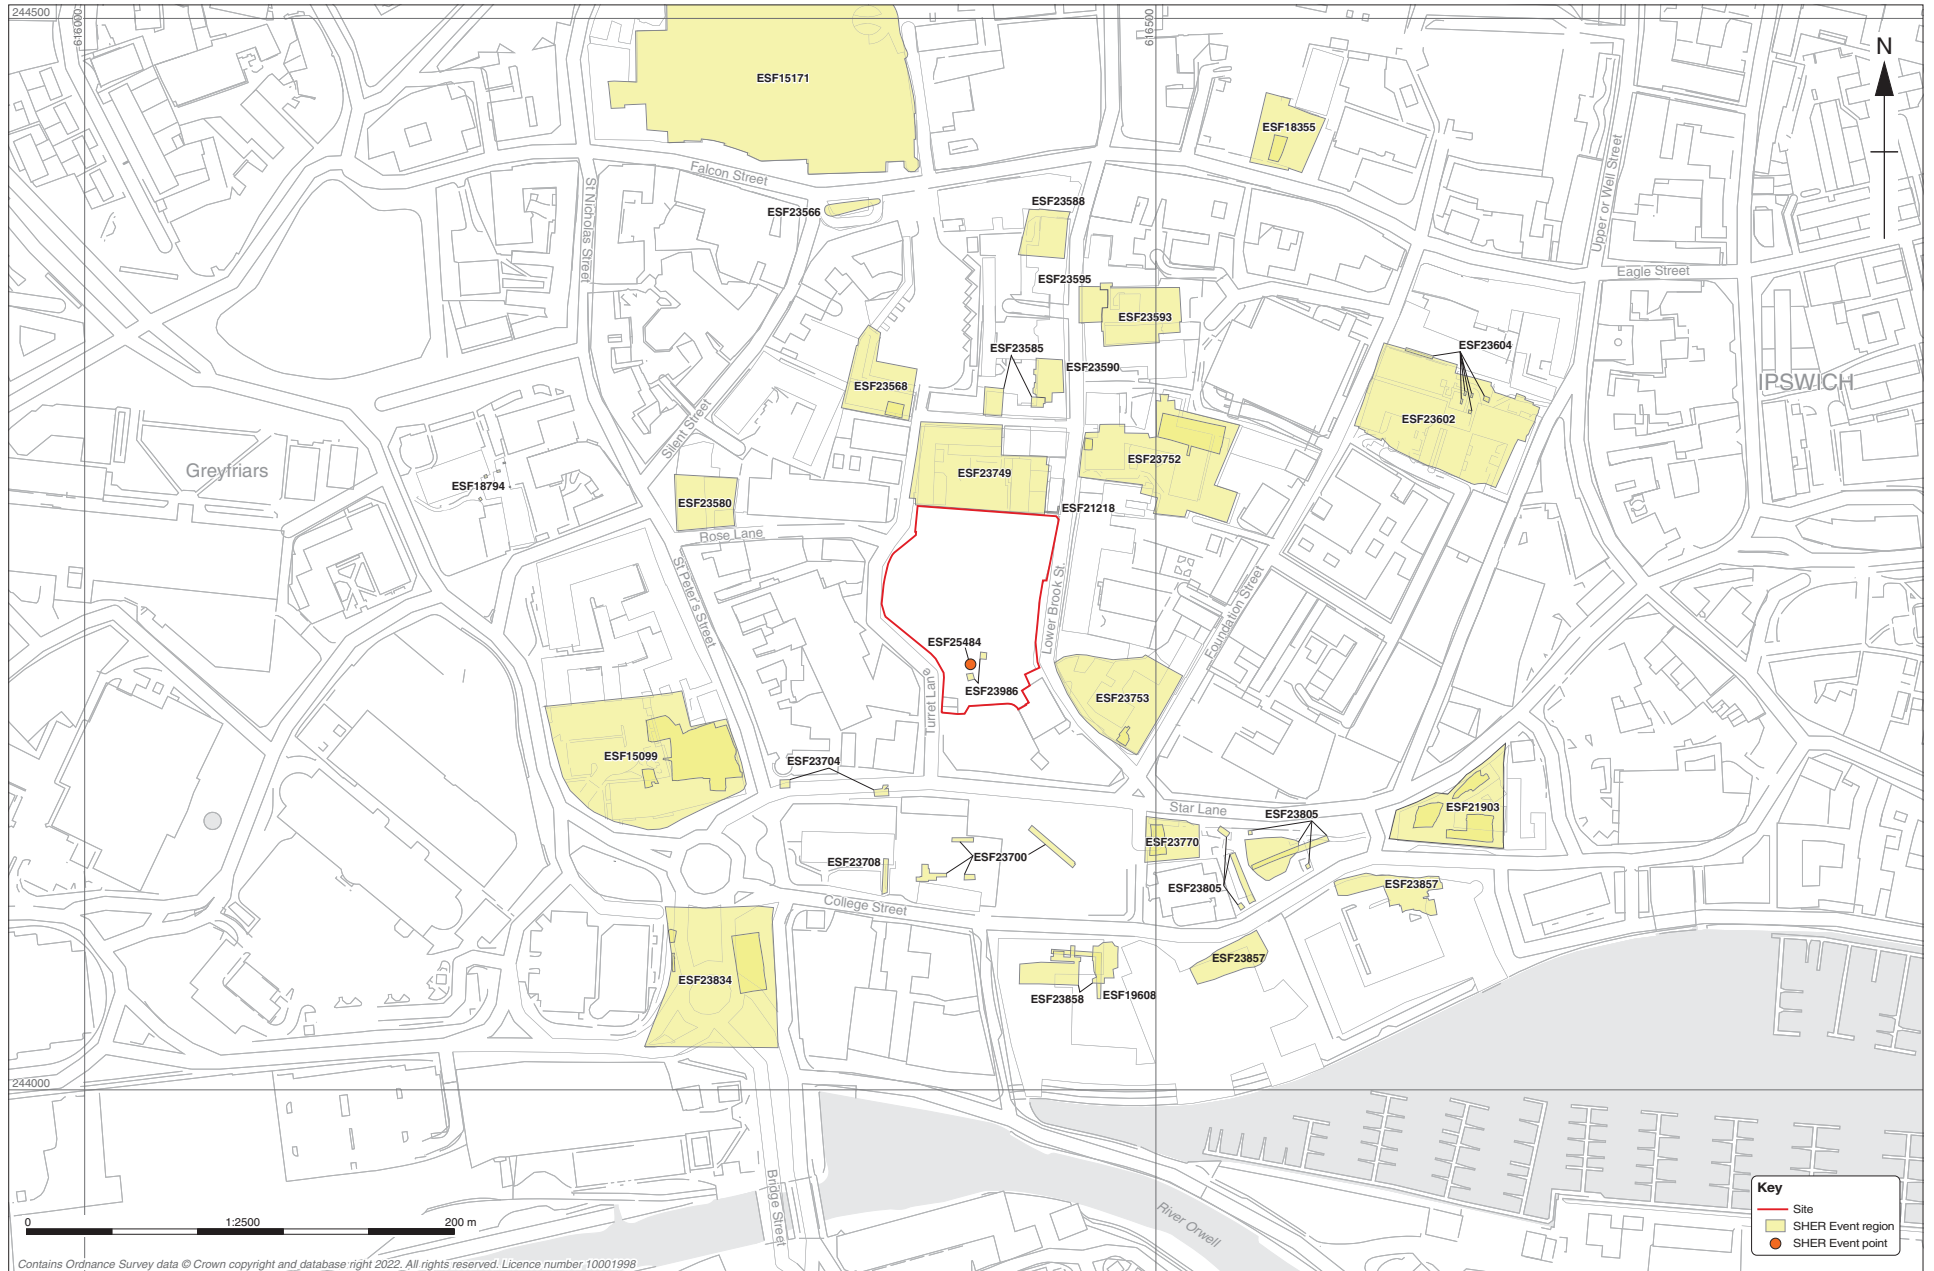 244500
616000
616500
N
ESF15171
ESF18355
Falcon Street
St Nicholas Street
Upper or Well Street
ESF23566
ESF23588
Eagle Street
ESF23595
ESF23593
ESF23585
ESF23604
ESF23590
IPSWICH
ESF23568
ESF23602
Silent Street
Greyfriars
ESF18794
ESF23749
ESF23752
ESF23580
ESF21218
Rose Lane
St Peter's Street
Lower Brook St.
Foundation Street
ESF25484
ESF23986
Turret Lane
ESF23753
ESF15099
ESF23704
Star Lane
ESF23805
ESF21903
ESF23770
ESF23708
ESF23700
ESF23805
ESF23857
College Street
ESF23834
ESF23857
ESF23858
ESF19608
244000
Bridge Street
River Orwell
Key
Site
SHER Event region
SHER Event point
0
1:2500
200 m
Contains Ordnance Survey data © Crown copyright and database right 2022. All rights reserved. Licence number 10001998